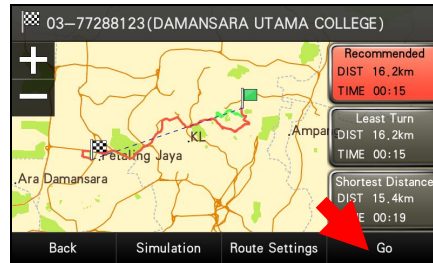 03-77288123(DAMANSARA UTAMA COLLEGE)
+
−
Recommended
DIST 16.2km
TIME 00:15
Least Turn
DIST 16.2km
TIME 00:15
Shortest Distance
DIST 15.4km
00:19
KL
Petaling Jaya
Ara Damansara
Back
Simulation
Route Settings
Go